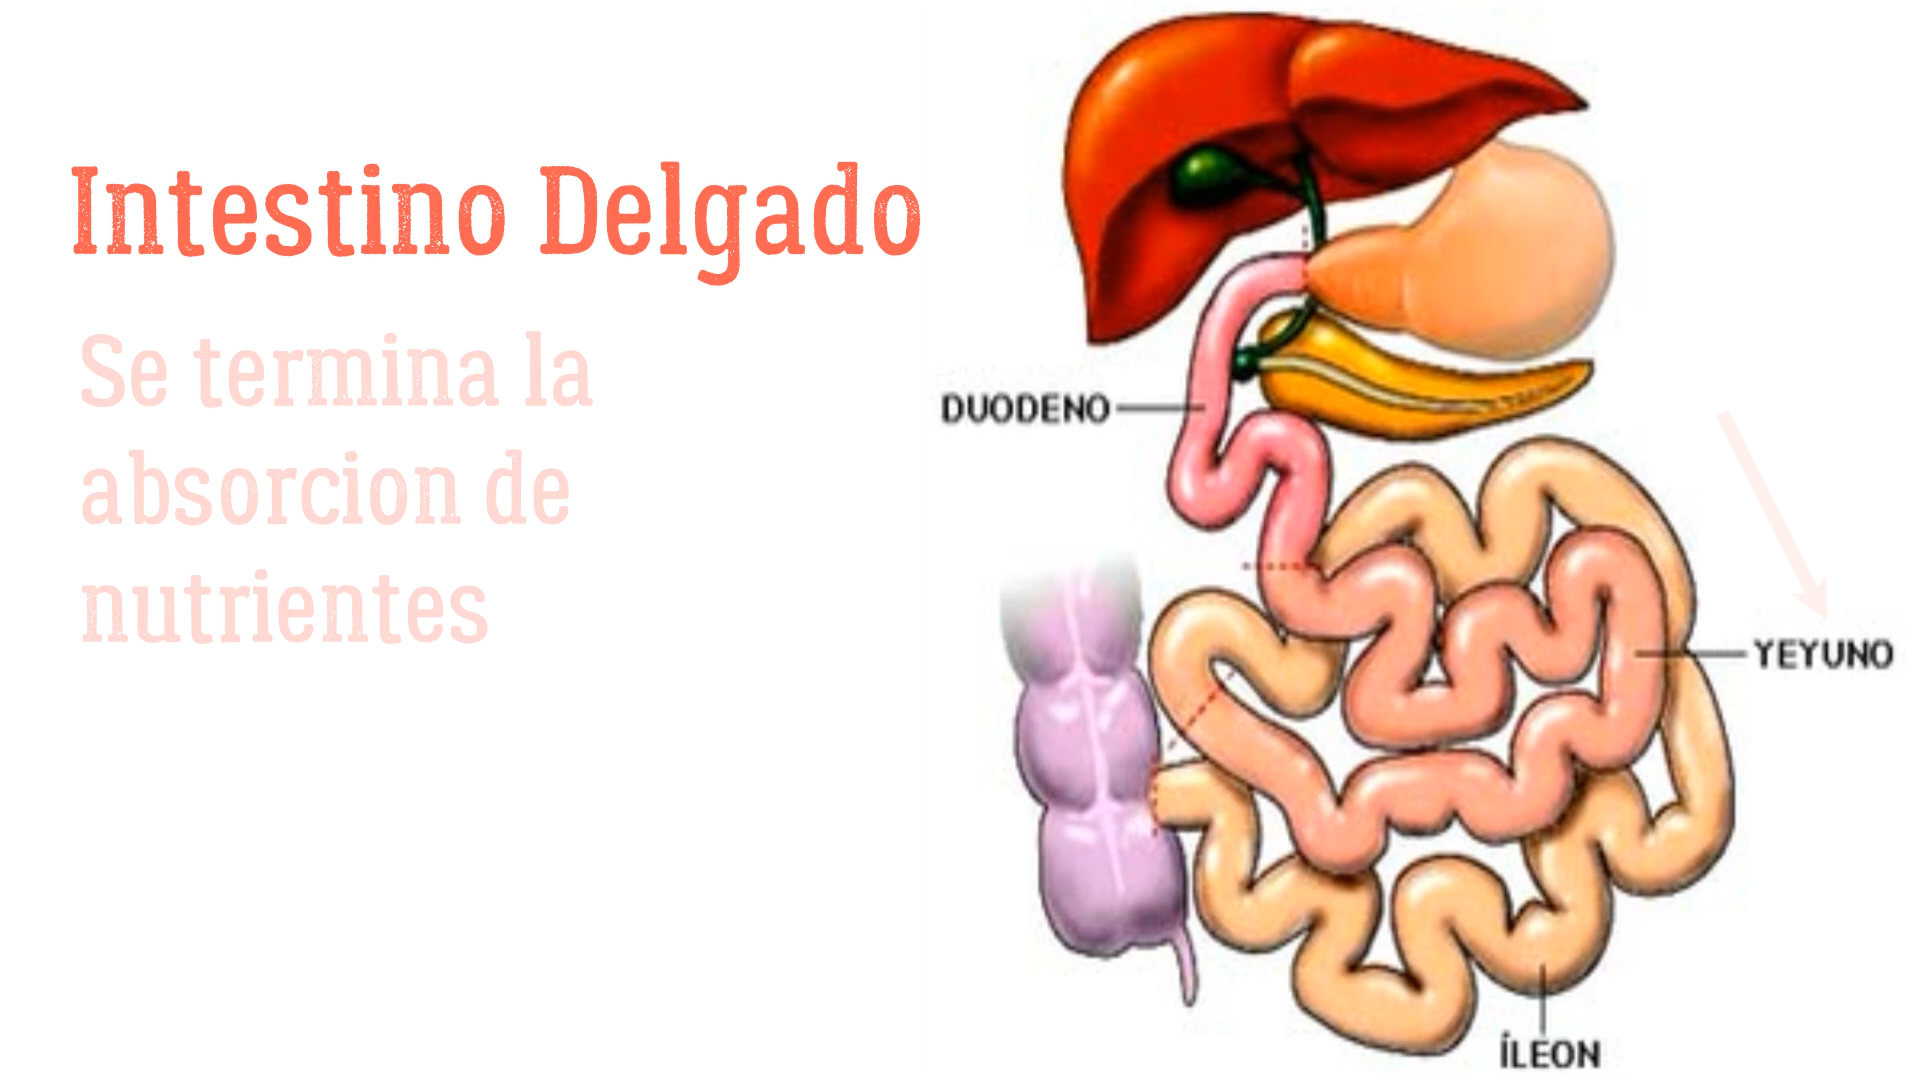 Intestino Delgado
Se termina la
absorcion de
nutrientes
DUODENO
YEYUNO
ÍLEON